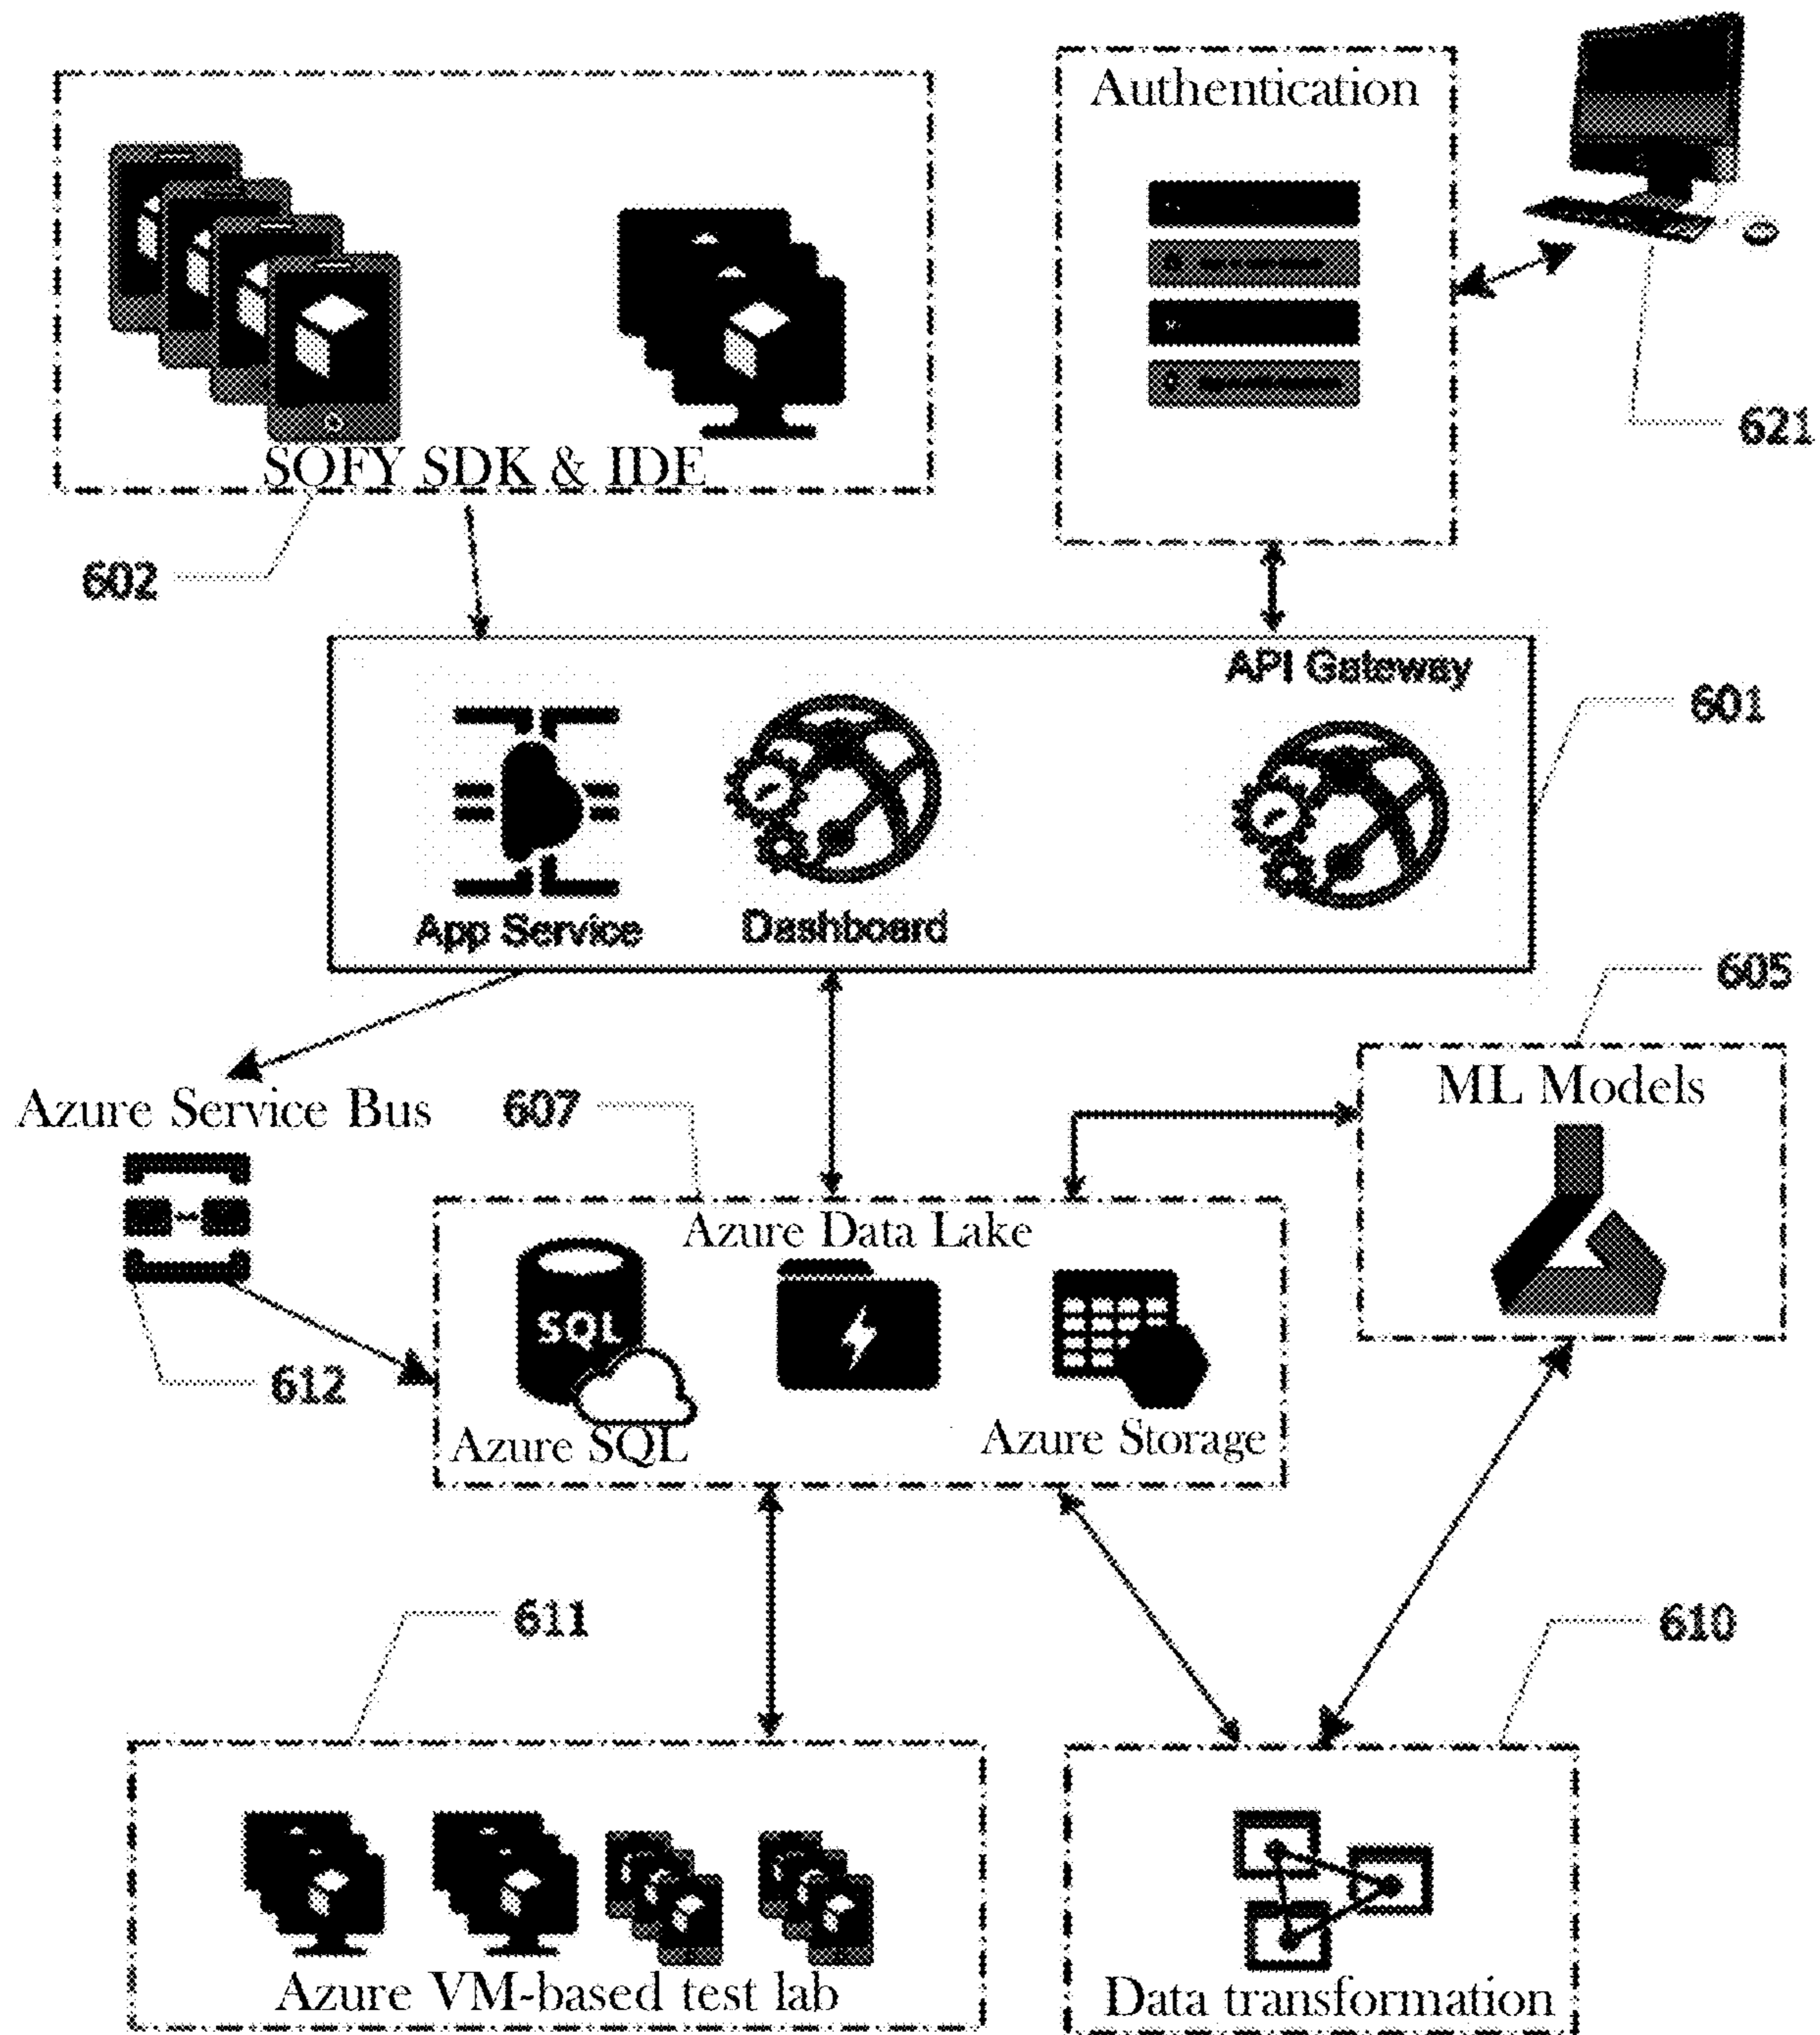 Authentication
621
SOFY SDK & IDE
602
API Gateway
601
App Service
Dashboard
605
ML Models
Azure Service Bus
607
Azure Data Lake
SQL
612
Azure SQL
Azure Storage
611
610
Azure VM-based test lab
Data transformation